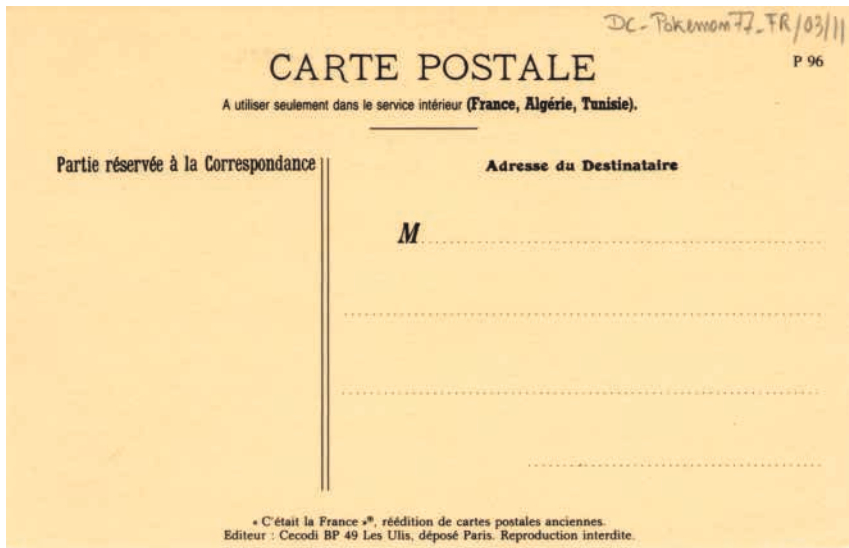 DC-Pokemon77-FR/03/11
P 96
CARTE POSTALE
A utiliser seulement dans le service intérieur (France, Algérie, Tunisie).
Partie réservée à la Correspondance
Adresse du Destinataire
M
« C'était la France »®, réédition de cartes postales anciennes.
Editeur : Cecodi BP 49 Les Ulis, déposé Paris. Reproduction interdite.